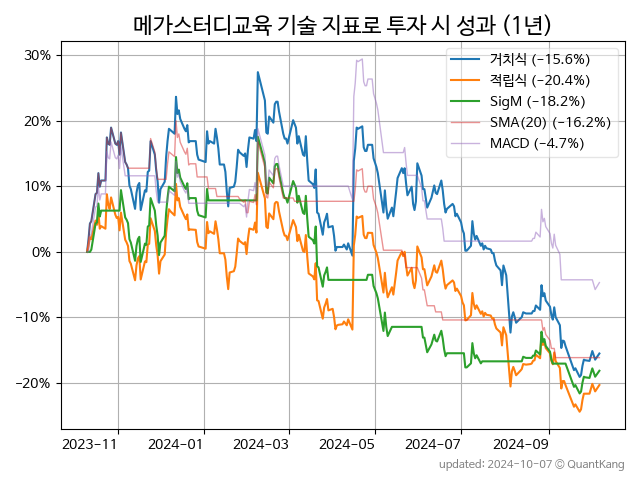 메가스터디교육 기술 지표로 투자 시 성과 (1년)
거치식 (−15.6%)
적립식 (−20.4%)
SigM (−18.2%)
SMA(20) (−16.2%)
MACD (−4.7%)
30%
20%
10%
0%
−10%
−20%
2023-11 2024-01 2024-03 2024-05 2024-07 2024-09
updated: 2024-10-07 © QuantKang